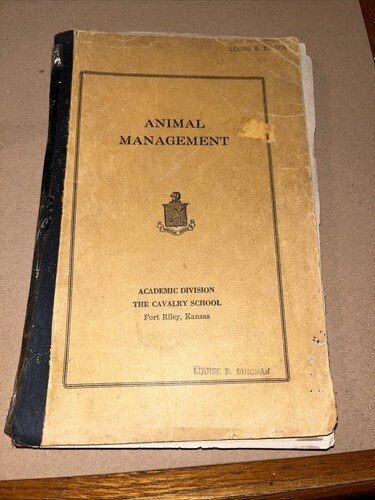 LOUISE B.
ANIMAL
MANAGEMENT
ACADEMIC DIVISION
THE CAVALRY SCHOOL
Fort Riley, Kansas
LOUISE B. BINGHAM